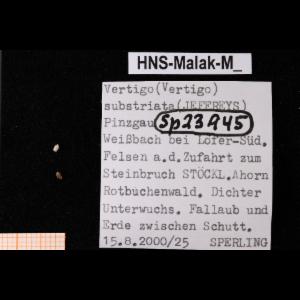 HNS-Malak-M_
Vertigo(Vertigo)
substriata(JEFFREYS)
Pinzgau Sp23945
Weißbach bei Lofer-Süd.
Felsen a.d.Zufahrt zum
Steinbruch STÖCKL.Ahorn
Rotbuchenwald. Dichter
Unterwuchs. Fallaub und
Erde zwischen Schutt.
15.8.2000/25 SPERLING